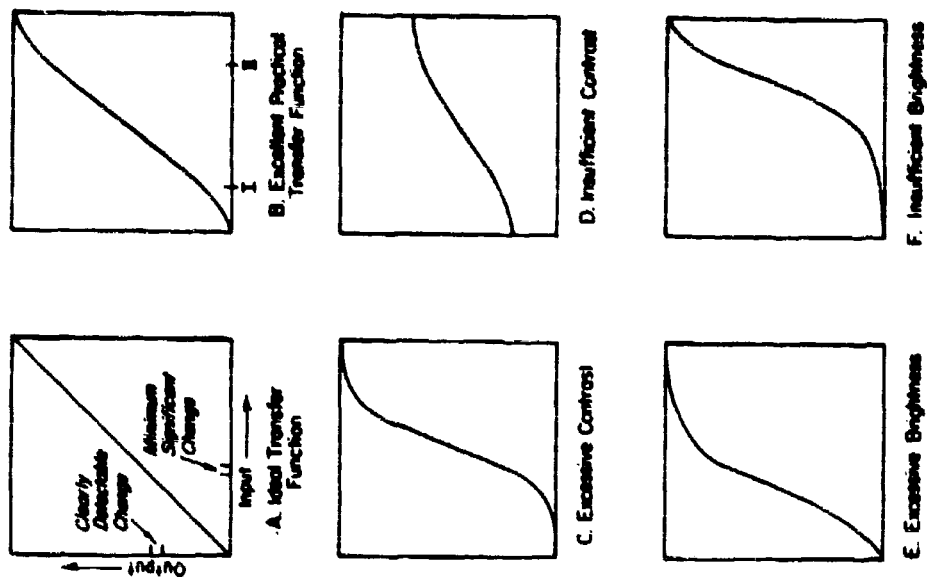 Output
Clearly
Detectable
Change
Minimum
Significant
Change
Input
A. Ideal Transfer
Function
I
II
B. Excellent Practical
Transfer Function
C. Excessive Contrast
D. Insufficient Contrast
E. Excessive Brightness
F. Insufficient Brightness